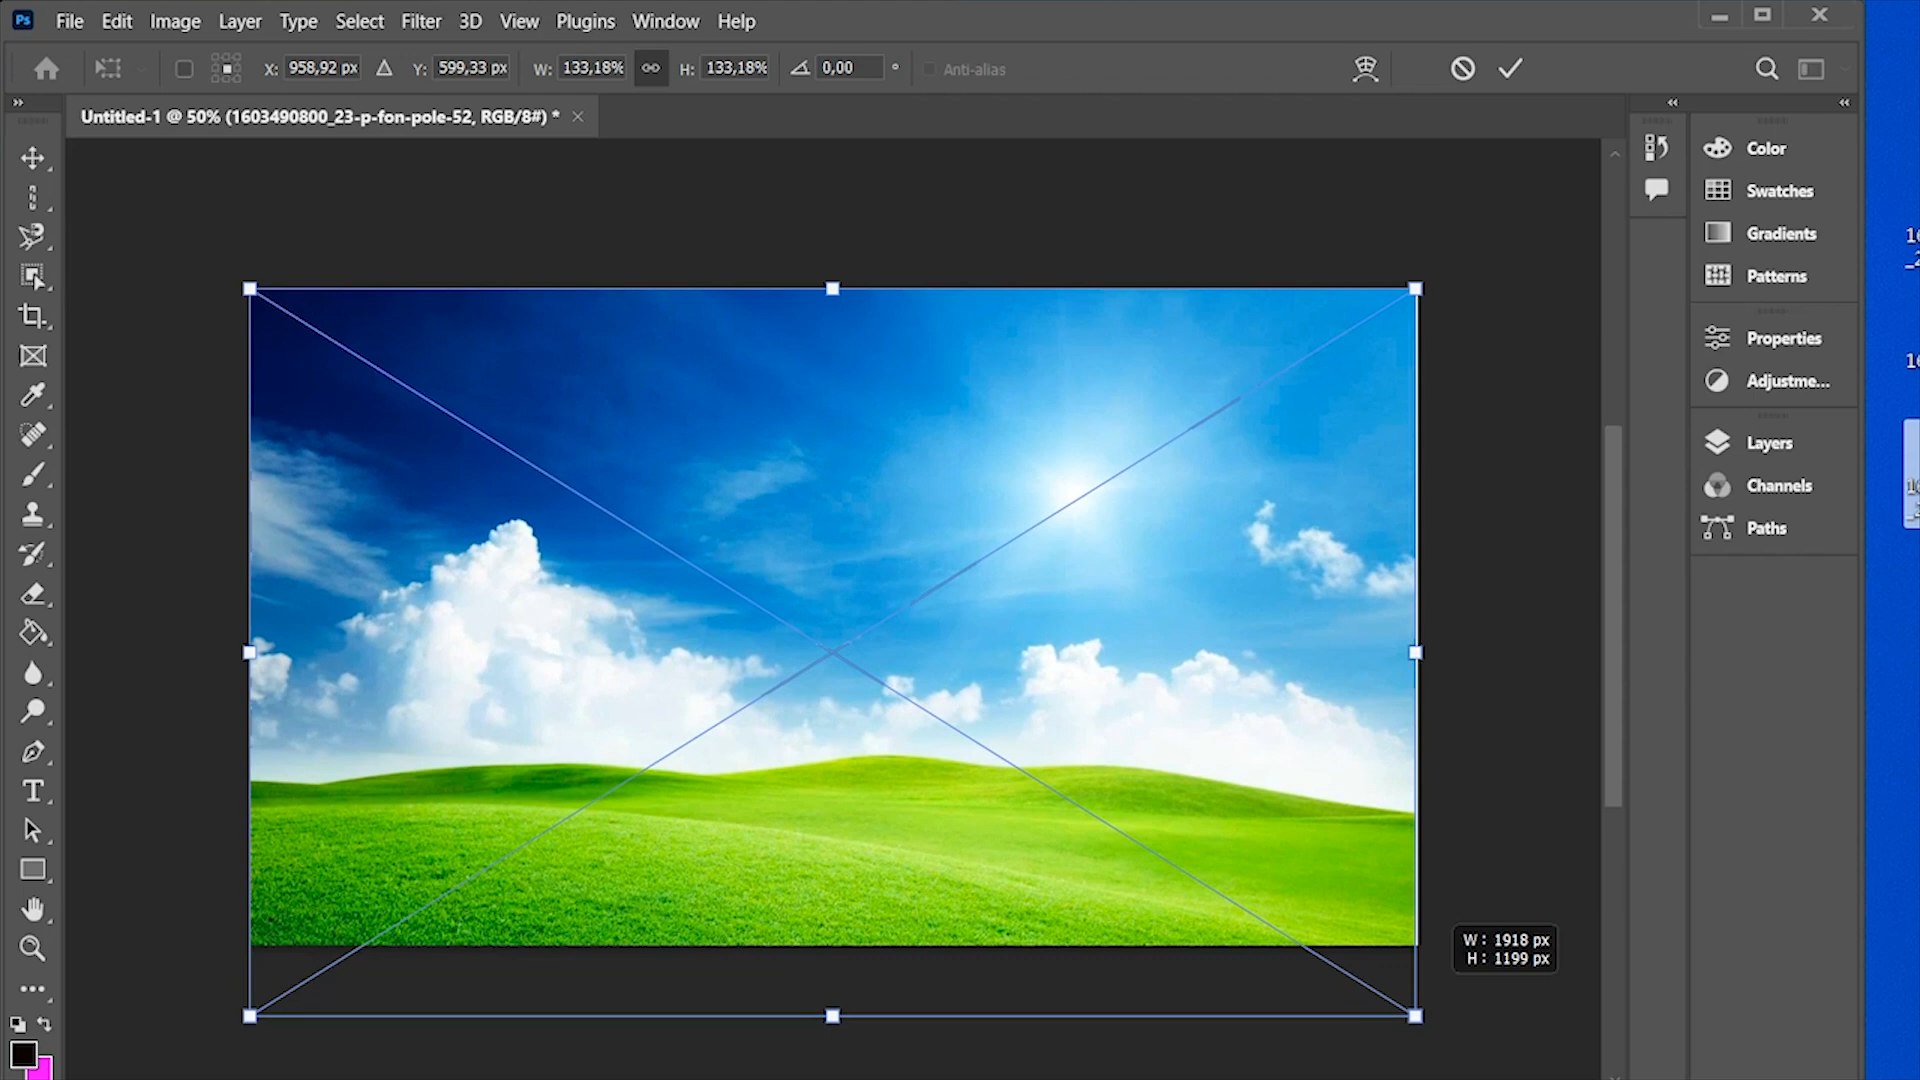 Ps File Edit Image Layer Type Select Filter 3D View Plugins Window Help
X: 958,92 px Y: 599,33 px W: 133,18% H: 133,18% 0,00 ° Anti-alias
Untitled-1 @ 50% (1603490800_23-p-fon-pole-52, RGB/8#) *
Color
Swatches
Gradients
Patterns
Properties
Adjustme...
Layers
Channels
Paths
W: 1918 px
H: 1199 px